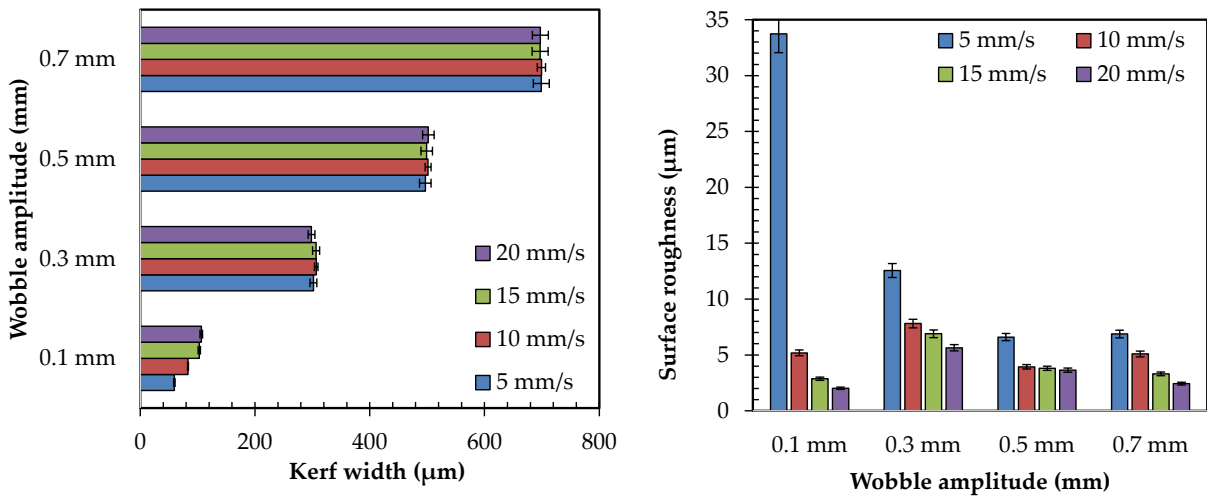 Wobble amplitude (mm)
0.7 mm
0.5 mm
0.3 mm
0.1 mm
20 mm/s
15 mm/s
10 mm/s
5 mm/s
0 200 400 600 800
Kerf width (μm)
Surface roughness (μm)
35
30
25
20
15
10
5
0
5 mm/s 10 mm/s
15 mm/s 20 mm/s
0.1 mm 0.3 mm 0.5 mm 0.7 mm
Wobble amplitude (mm)